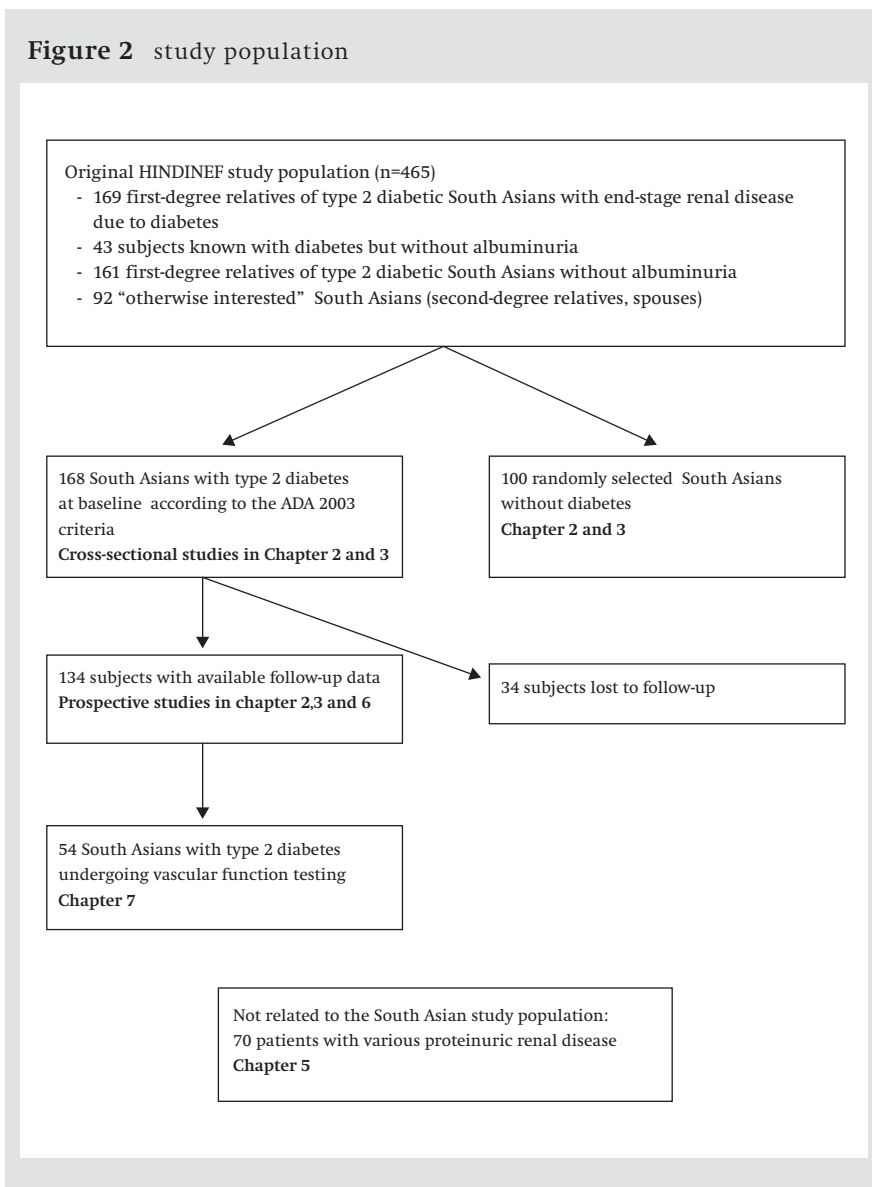 Figure 2 study population
Original HINDINEF study population (n=465)
- 169 first-degree relatives of type 2 diabetic South Asians with end-stage renal disease
due to diabetes
- 43 subjects known with diabetes but without albuminuria
- 161 first-degree relatives of type 2 diabetic South Asians without albuminuria
- 92 “otherwise interested” South Asians (second-degree relatives, spouses)
168 South Asians with type 2 diabetes
at baseline according to the ADA 2003
criteria
Cross-sectional studies in Chapter 2 and 3
100 randomly selected South Asians
without diabetes
Chapter 2 and 3
134 subjects with available follow-up data
Prospective studies in chapter 2,3 and 6
34 subjects lost to follow-up
54 South Asians with type 2 diabetes
undergoing vascular function testing
Chapter 7
Not related to the South Asian study population:
70 patients with various proteinuric renal disease
Chapter 5